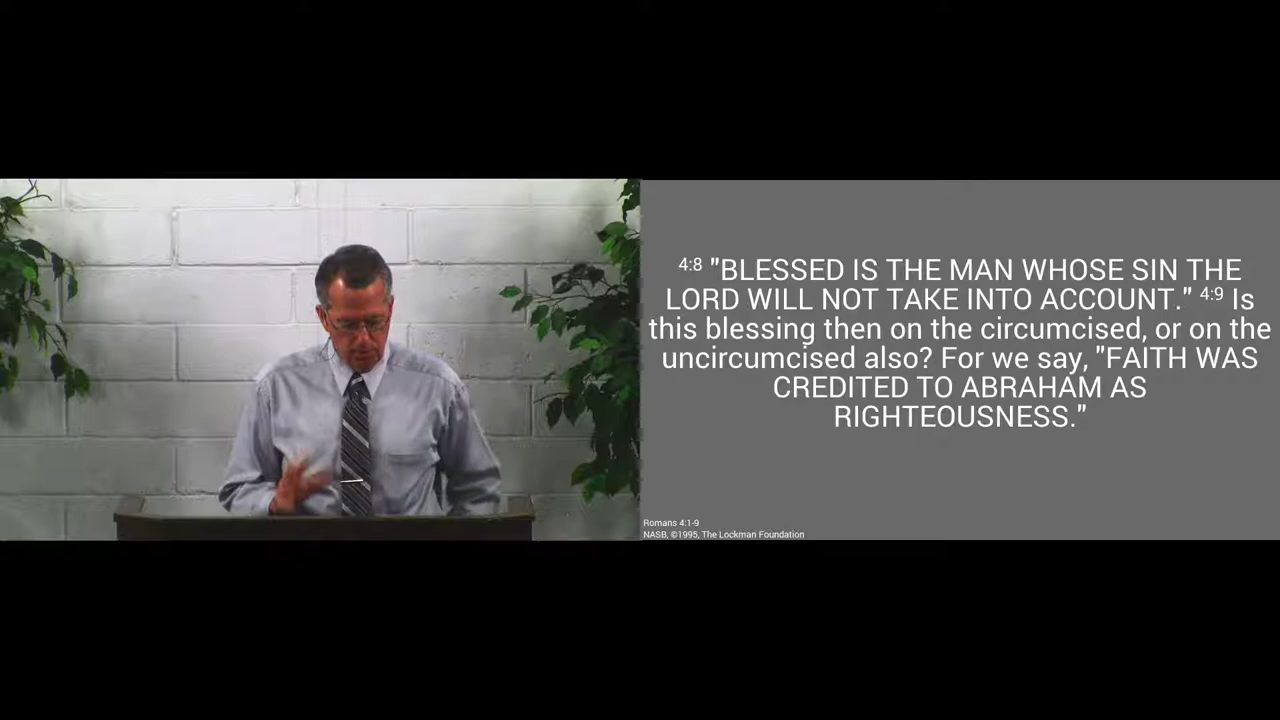 4:8 "BLESSED IS THE MAN WHOSE SIN THE
LORD WILL NOT TAKE INTO ACCOUNT." 4:9 Is
this blessing then on the circumcised, or on the
uncircumcised also? For we say, "FAITH WAS
CREDITED TO ABRAHAM AS
RIGHTEOUSNESS."
Romans 4:1-9
NASB, ©1995, The Lockman Foundation